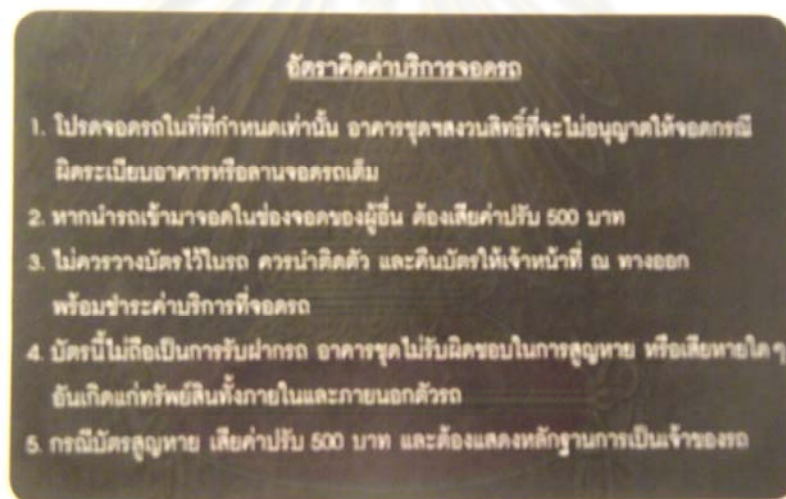 อัตราคิดค่าบริการจอดรถ
1. โปรดจอดรถในที่ที่กำหนดเท่านั้น อาคารชุดฯสงวนสิทธิ์ที่จะไม่อนุญาตให้จอดกรณี
ผิดระเบียบอาคารหรือลานจอดรถเต็ม
2. หากนำรถเข้ามาจอดในช่องจอดของผู้อื่น ต้องเสียค่าปรับ 500 บาท
3. ไม่ควรวางบัตรไว้ในรถ ควรนำติดตัว และคืนบัตรให้เจ้าหน้าที่ ณ ทางออก
พร้อมชำระค่าบริการที่จอดรถ
4. บัตรนี้ไม่ถือเป็นการรับฝากรถ อาคารชุดไม่รับผิดชอบในการสูญหาย หรือเสียหายใดๆ
อันเกิดแก่ทรัพย์สินทั้งภายในและภายนอกตัวรถ
5. กรณีบัตรสูญหาย เสียค่าปรับ 500 บาท และต้องแสดงหลักฐานการเป็นเจ้าของรถ